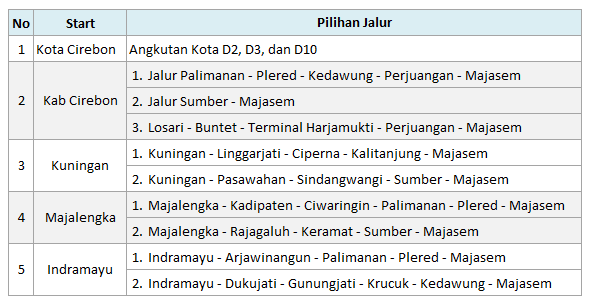 No Start Pilihan Jalur
1 Kota Cirebon Angkutan Kota D2, D3, dan D10
2 Kab Cirebon
1. Jalur Palimanan - Plered - Kedawung - Perjuangan - Majasem
2. Jalur Sumber - Majasem
3. Losari - Buntet - Terminal Harjamukti - Perjuangan - Majasem
3 Kuningan
1. Kuningan - Linggarjati - Ciperna - Kalitanjung - Majasem
2. Kuningan - Pasawahan - Sindangwangi - Sumber - Majasem
4 Majalengka
1. Majalengka - Kadipaten - Ciwaringin - Palimanan - Plered - Majasem
2. Majalengka - Rajagaluh - Keramat - Sumber - Majasem
5 Indramayu
1. Indramayu - Arjawinangun - Palimanan - Plered - Majasem
2. Indramayu - Dukujati - Gunungjati - Krucuk - Kedawung - Majasem